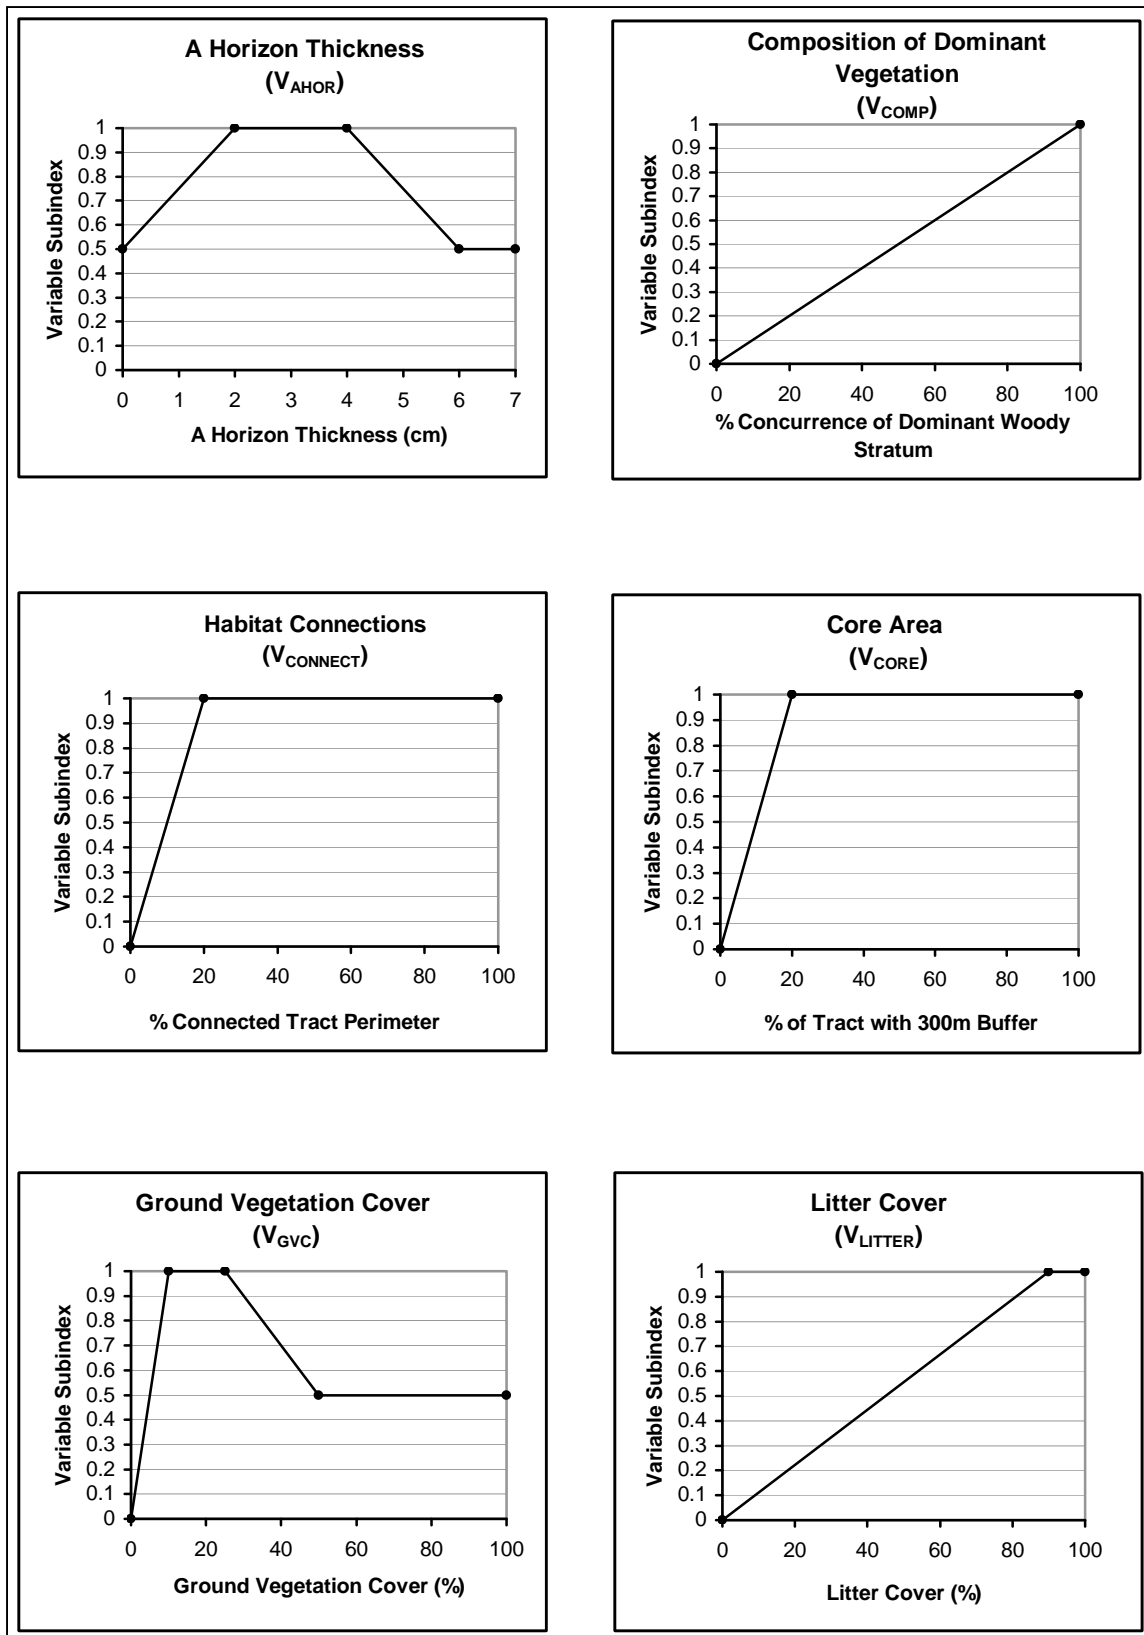 A Horizon Thickness
(V_AHOR)
Variable Subindex
1
0.9
0.8
0.7
0.6
0.5
0.4
0.3
0.2
0.1
0
0 1 2 3 4 5 6 7
A Horizon Thickness (cm)
Composition of Dominant
Vegetation
(V_COMP)
Variable Subindex
1
0.9
0.8
0.7
0.6
0.5
0.4
0.3
0.2
0.1
0
0 20 40 60 80 100
% Concurrence of Dominant Woody
Stratum
Habitat Connections
(V_CONNECT)
Variable Subindex
1
0.9
0.8
0.7
0.6
0.5
0.4
0.3
0.2
0.1
0
0 20 40 60 80 100
% Connected Tract Perimeter
Core Area
(V_CORE)
Variable Subindex
1
0.9
0.8
0.7
0.6
0.5
0.4
0.3
0.2
0.1
0
0 20 40 60 80 100
% of Tract with 300m Buffer
Ground Vegetation Cover
(V_GVC)
Variable Subindex
1
0.9
0.8
0.7
0.6
0.5
0.4
0.3
0.2
0.1
0
0 20 40 60 80 100
Ground Vegetation Cover (%)
Litter Cover
(V_LITTER)
Variable Subindex
1
0.9
0.8
0.7
0.6
0.5
0.4
0.3
0.2
0.1
0
0 20 40 60 80 100
Litter Cover (%)